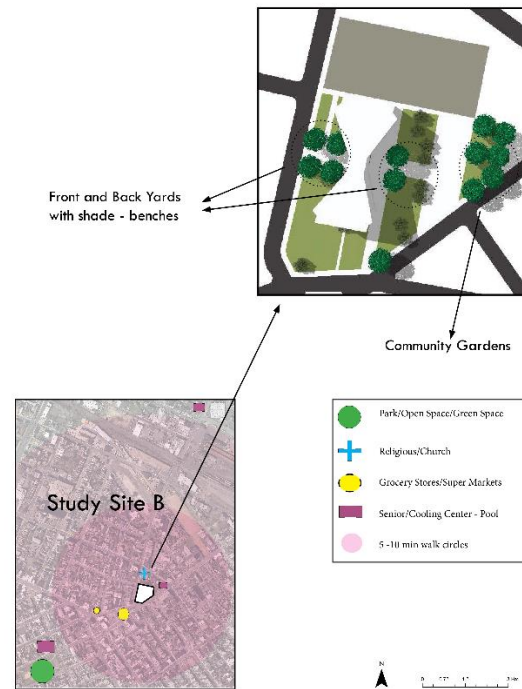 Front and Back Yards
with shade - benches
Community Gardens
Study Site B
Park/Open Space/Green Space
Religious/Church
Grocery Stores/Super Markets
Senior/Cooling Center - Pool
5 -10 min walk circles
N